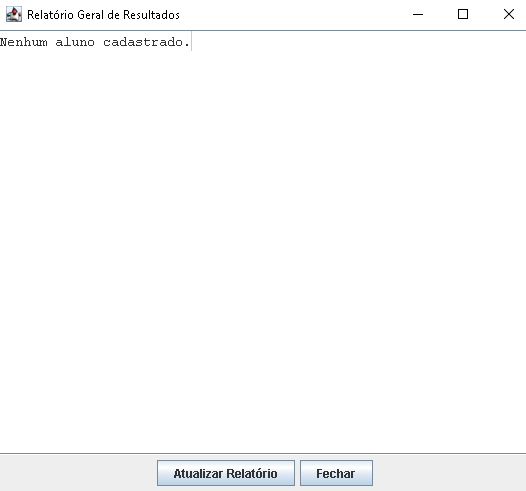 Relatório Geral de Resultados
Nenhum aluno cadastrado.
Atualizar Relatório
Fechar